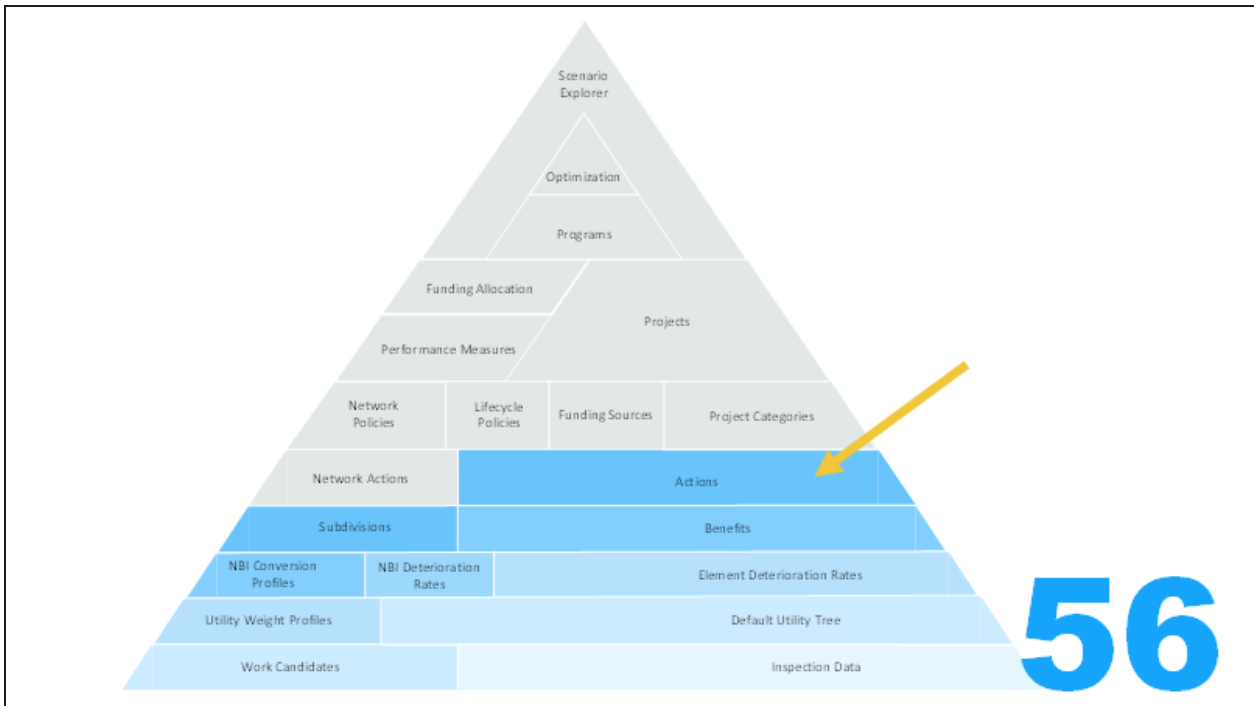 Scenario
Explorer
Optimization
Programs
Funding Allocation
Projects
Performance Measures
Network
Policies
Lifecycle
Policies
Funding Sources
Project Categories
Network Actions
Actions
Subdivisions
Benefits
NBI Conversion
Profiles
NBI Deterioration
Rates
Element Deterioration Rates
Utility Weight Profiles
Default Utility Tree
Work Candidates
Inspection Data
56